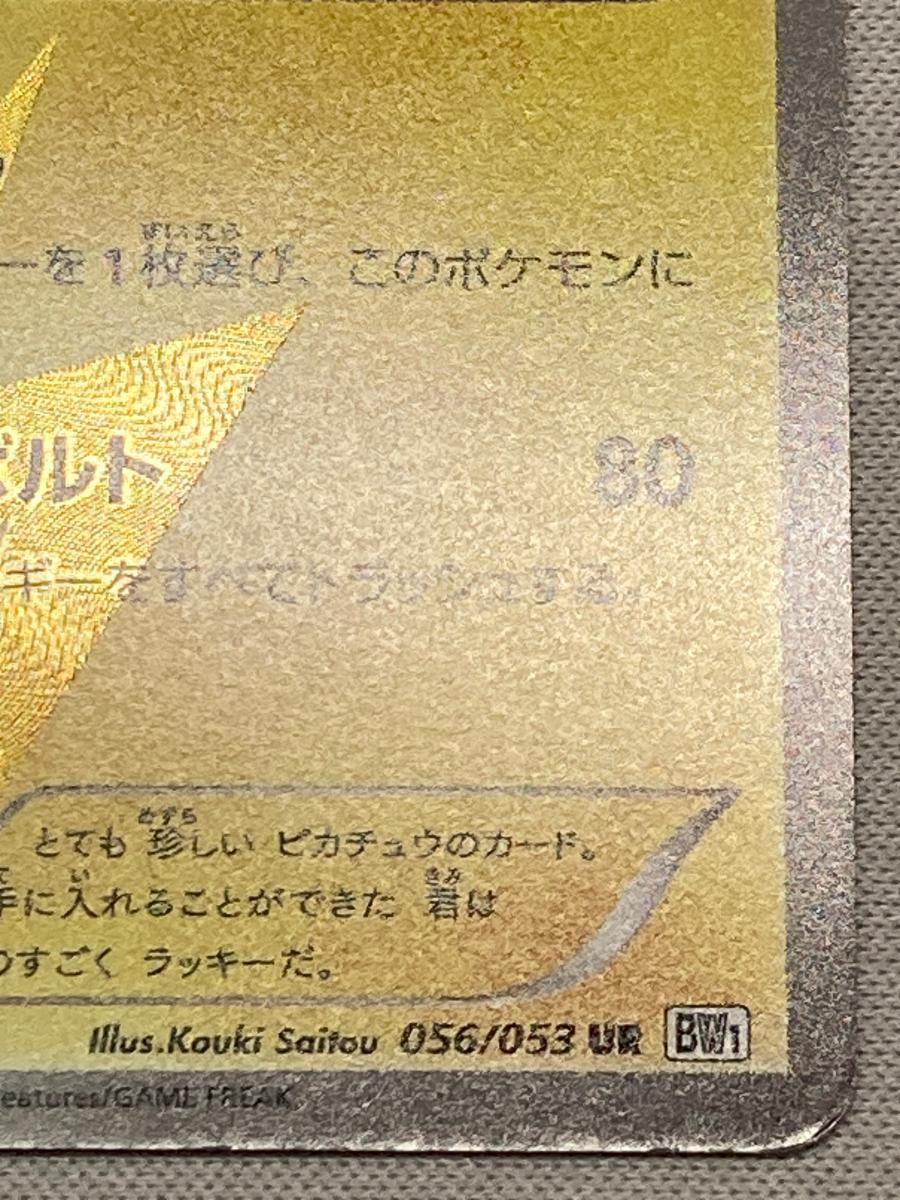 ーを1枚選び、このポケモンに
ボルト 80
ギーをすべてトラッシュする。
とても 珍しい ピカチュウのカード。
手に入れることができた 君は
のすごく ラッキーだ。
Illus.Kouki Saitou 056/053 UR BW1
eatures/GAME FREAK.